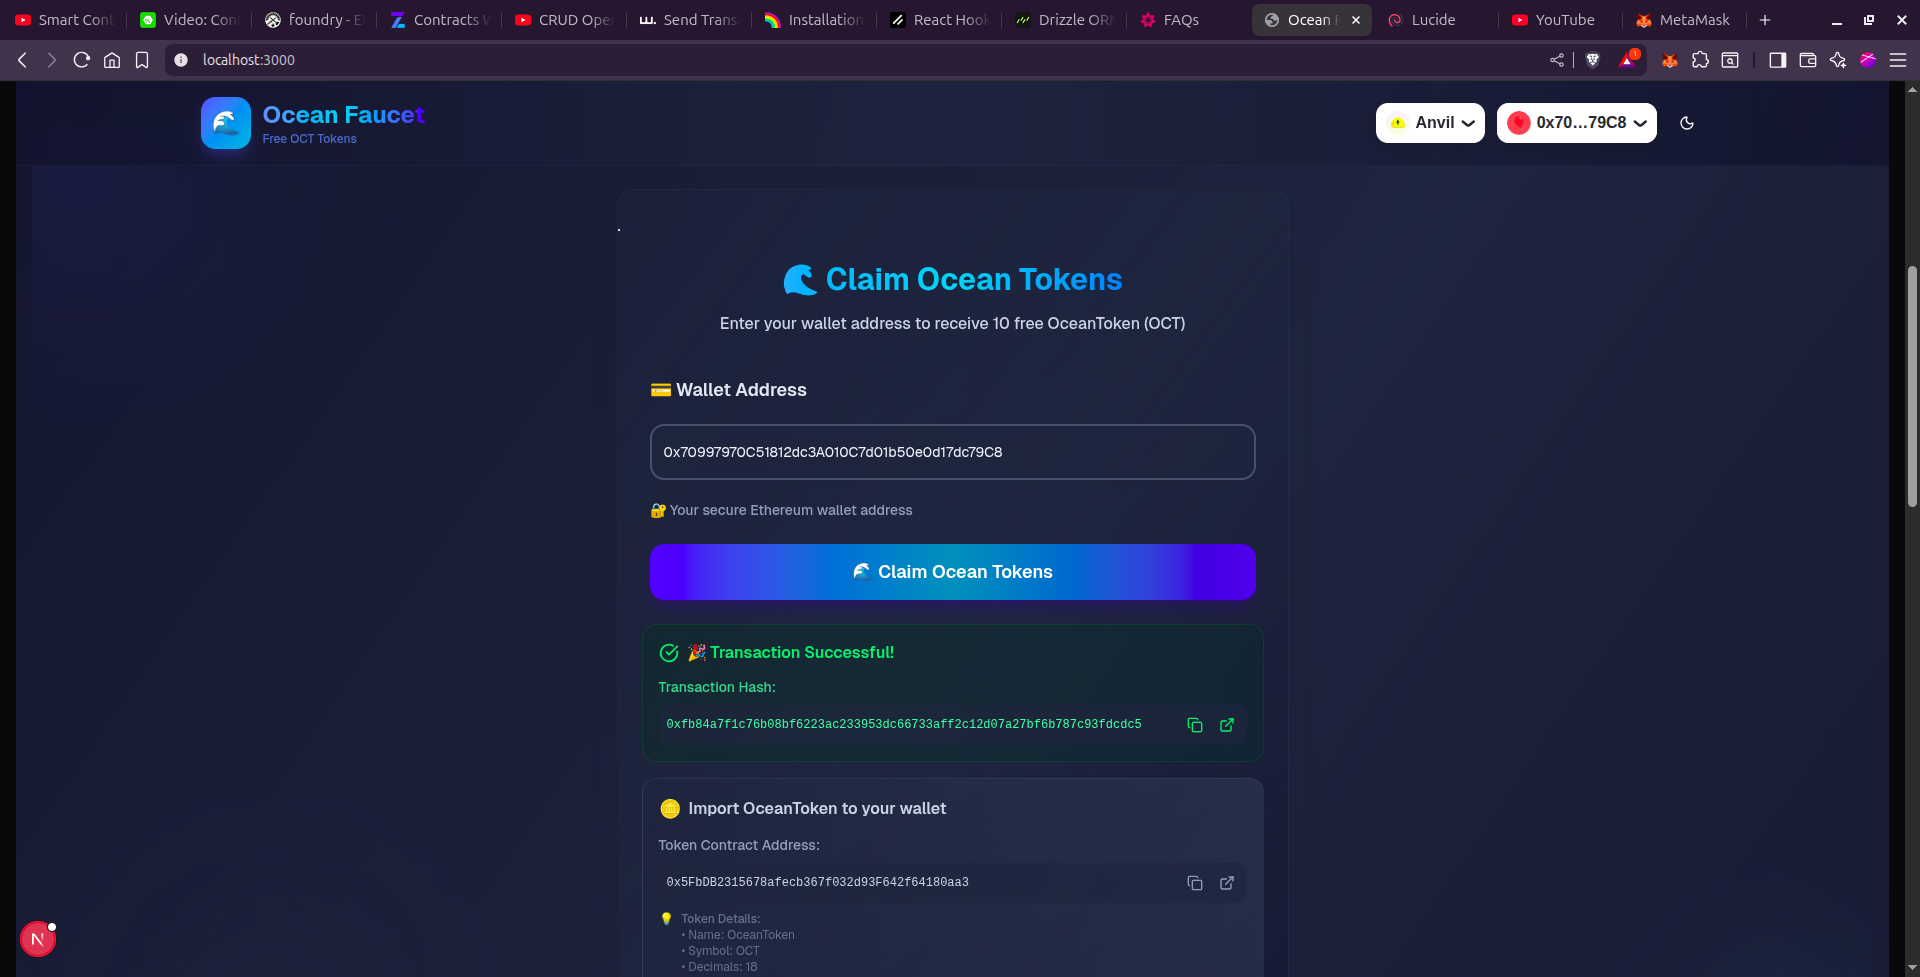 Smart Cont
Video: Con
foundry - E
Contracts W
CRUD Oper
Send Trans
Installation
React Hook
Drizzle ORM
FAQs
Ocean F
Lucide
YouTube
MetaMask
localhost:3000
1
Ocean Faucet
Free OCT Tokens
Anvil
0x70...79C8
🌊 Claim Ocean Tokens
Enter your wallet address to receive 10 free OceanToken (OCT)
💳 Wallet Address
0x70997970C51812dc3A010C7d01b50e0d17dc79C8
🔐 Your secure Ethereum wallet address
🌊 Claim Ocean Tokens
🎉 Transaction Successful!
Transaction Hash:
0xfb84a7f1c76b08bf6223ac233953dc66733aff2c12d07a27bf6b787c93fdcdc5
🪙 Import OceanToken to your wallet
Token Contract Address:
0x5FbDB2315678afecb367f032d93F642f64180aa3
💡 Token Details:
• Name: OceanToken
• Symbol: OCT
• Decimals: 18
N